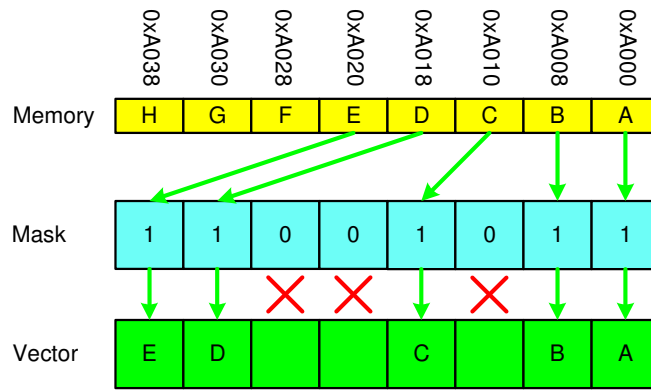 0xA038 0xA030 0xA028 0xA020 0xA018 0xA010 0xA008 0xA000
Memory H G F E D C B A
Mask 1 1 0 0 1 0 1 1
Vector E D C B A